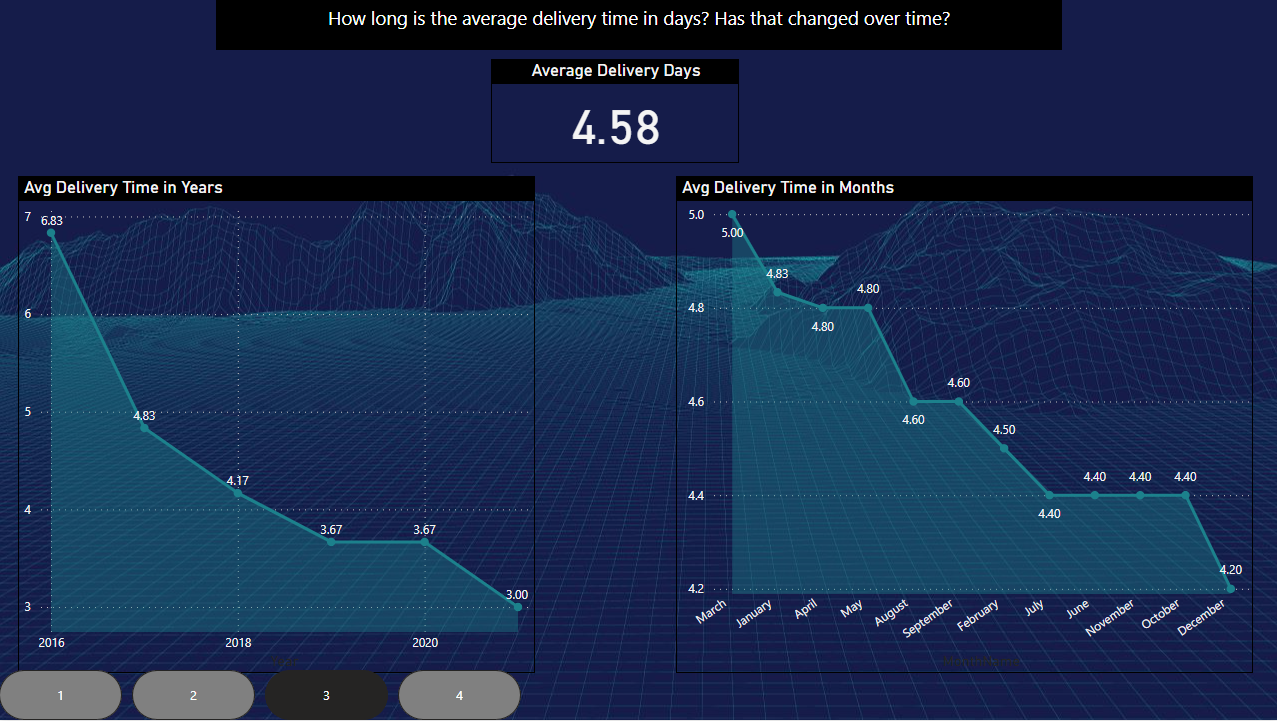 How long is the average delivery time in days? Has that changed over time?
Average Delivery Days
4.58
Avg Delivery Time in Years
7
6
5
4
3
6.83
4.83
4.17
3.67
3.67
3.00
2016
2018
2020
Avg Delivery Time in Months
5.0
4.8
4.6
4.4
4.2
5.00
4.83
4.80
4.80
4.60
4.60
4.50
4.40
4.40
4.40
4.40
4.20
March
January
April
May
August
September
February
July
June
November
October
December
1
2
3
4